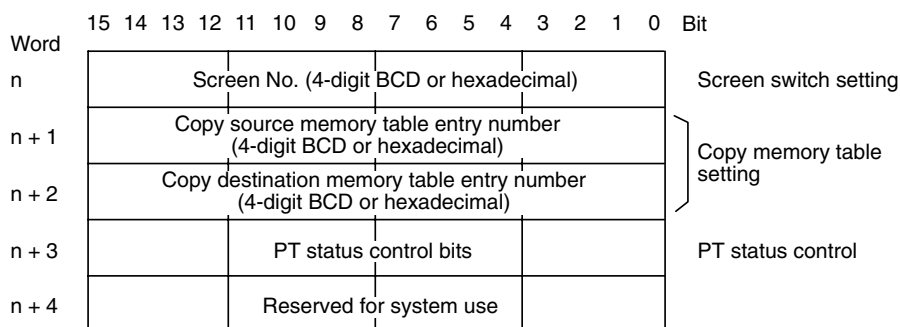 15 14 13 12 11 10 9 8 7 6 5 4 3 2 1 0 Bit
Word
n Screen No. (4-digit BCD or hexadecimal) Screen switch setting
n + 1 Copy source memory table entry number
(4-digit BCD or hexadecimal)
Copy memory table
setting
n + 2 Copy destination memory table entry number
(4-digit BCD or hexadecimal)
n + 3 PT status control bits PT status control
n + 4 Reserved for system use